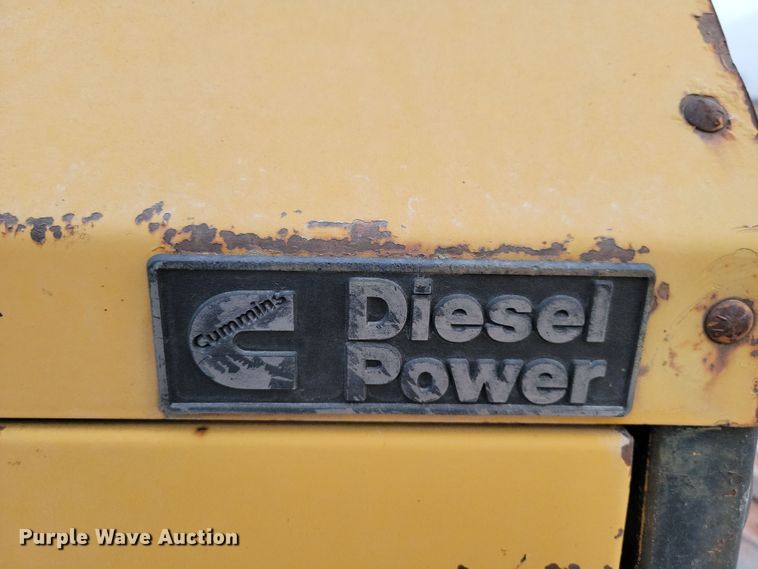 Cummins
Diesel
Power
Purple Wave Auction